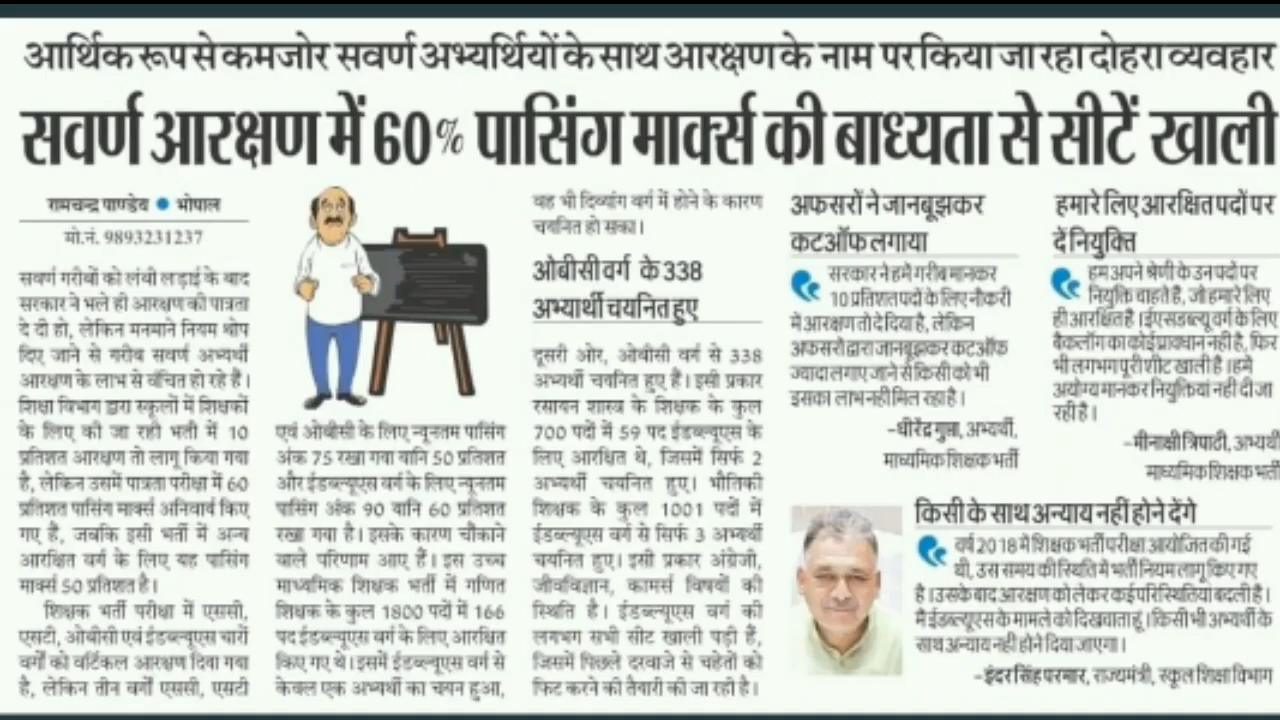 आर्थिक रूप से कमजोर सवर्ण अभ्यर्थियों के साथ आरक्षण के नाम पर किया जा रहा दोहरा व्यवहार
सवर्ण आरक्षण में 60% पासिंग मार्क्स की बाध्यता से सीटें खाली
रामचन्द्र पाण्डेय ● भोपाल
मो.नं. 9893231237
सवर्ण गरीबों को लंबी लड़ाई के बाद
सरकार ने भले ही आरक्षण की पात्रता
दे दी हो, लेकिन मनमाने नियम थोप
दिए जाने से गरीब सवर्ण अभ्यर्थी
आरक्षण के लाभ से वंचित हो रहे हैं।
शिक्षा विभाग द्वारा स्कूलों में शिक्षकों
के लिए की जा रही भर्ती में 10
प्रतिशत आरक्षण तो लागू किया गया
है, लेकिन उसमें पात्रता परीक्षा में 60
प्रतिशत पासिंग मार्क्स अनिवार्य किए
गए हैं, जबकि इसी भर्ती में अन्य
आरक्षित वर्ग के लिए यह पासिंग
मार्क्स 50 प्रतिशत है।
शिक्षक भर्ती परीक्षा में एससी,
एसटी, ओबीसी एवं ईडब्ल्यूएस चारों
वर्गों को वर्टिकल आरक्षण दिया गया
है, लेकिन तीन वर्गों एससी, एसटी
एवं ओबीसी के लिए न्यूनतम पासिंग
अंक 75 रखा गया यानि 50 प्रतिशत
और ईडब्ल्यूएस वर्ग के लिए न्यूनतम
पासिंग अंक 90 यानि 60 प्रतिशत
रखा गया है। इसके कारण चौकाने
वाले परिणाम आए हैं। इस उच्च
माध्यमिक शिक्षक भर्ती में गणित
शिक्षक के कुल 1800 पदों में 166
पद ईडब्ल्यूएस वर्ग के लिए आरक्षित
किए गए थे। इसमें ईडब्ल्यूएस वर्ग से
केवल एक अभ्यर्थी का चयन हुआ,
वह भी दिव्यांग वर्ग में होने के कारण
चयनित हो सका।
ओबीसी वर्ग के 338
अभ्यार्थी चयनित हुए
दूसरी ओर, ओबीसी वर्ग से 338
अभ्यर्थी चयनित हुए हैं। इसी प्रकार
रसायन शास्त्र के शिक्षक के कुल
700 पदों में 59 पद ईडब्ल्यूएस के
लिए आरक्षित थे, जिसमें सिर्फ 2
अभ्यर्थी चयनित हुए। भौतिकी
शिक्षक के कुल 1001 पदों में
ईडब्ल्यूएस वर्ग से सिर्फ 3 अभ्यर्थी
चयनित हुए। इसी प्रकार अंग्रेजी,
जीवविज्ञान, कामर्स विषयों की
स्थिति है। ईडब्ल्यूएस वर्ग की
लगभग सभी सीट खाली पड़ी हैं,
जिसमें पिछले दरवाजे से चहेतों को
फिट करने की तैयारी की जा रही है।
अफसरों ने जानबूझकर
कटऑफ लगाया
सरकार ने हमें गरीब मानकर
10 प्रतिशत पदों के लिए नौकरी
में आरक्षण तो दे दिया है, लेकिन
अफसरों द्वारा जानबूझकर कटऑफ
ज्यादा लगाए जाने से किसी को भी
इसका लाभ नहीं मिल रहा है।
-धीरेंद्र गुप्ता, अभ्यर्थी,
माध्यमिक शिक्षक भर्ती
हमारे लिए आरक्षित पदों पर
दें नियुक्ति
हम अपने श्रेणी के उन पदों पर
नियुक्ति चाहते है, जो हमारे लिए
ही आरक्षित है। ईएसडब्ल्यू वर्ग के लिए
बैकलॉग का कोई प्रावधान नही है, फिर
भी लगभग पूरी शीट खाली है। हमें
अयोग्य मानकर नियुक्तियां नहीं दी जा
रही है।
-मीनाक्षी त्रिपाठी, अभ्यर्थी
माध्यमिक शिक्षक भर्ती
किसी के साथ अन्याय नहीं होने देंगे
वर्ष 2018 में शिक्षक भर्ती परीक्षा आयोजित की गई
थी, उस समय की स्थिति में भर्ती नियम लागू किए गए
है। उसके बाद आरक्षण को लेकर कई परिस्थितियां बदली है।
मैं ईडब्ल्यूएस के मामले को दिखवाता हूं। किसी भी अभ्यर्थी के
साथ अन्याय नही होने दिया जाएगा।
-इंदर सिंह परमार, राज्यमंत्री, स्कूल शिक्षा विभाग